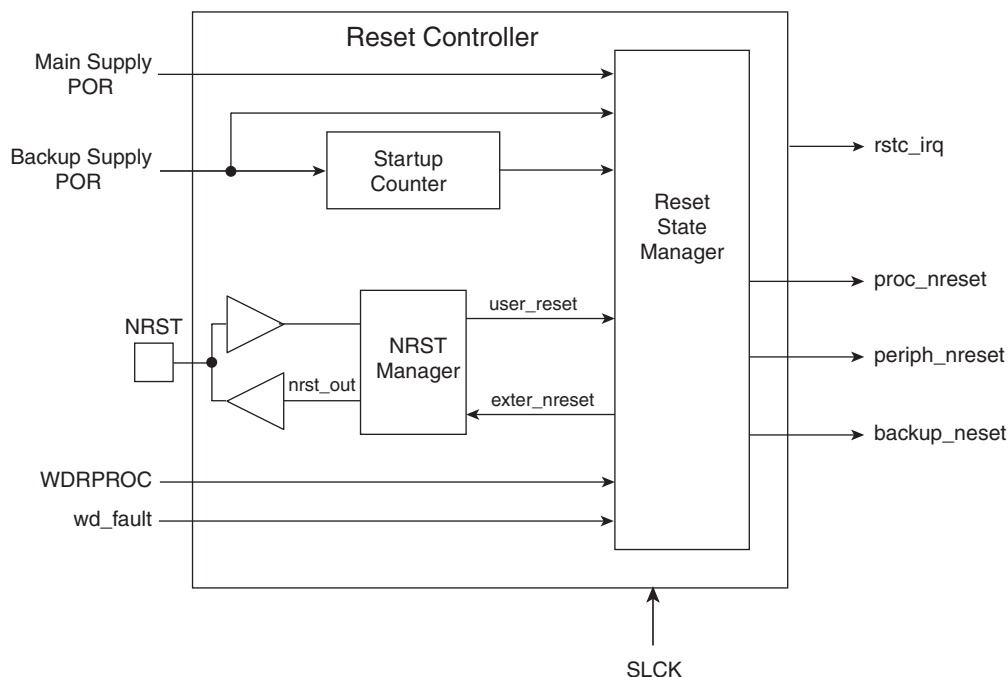 Reset Controller
Main Supply
POR
Backup Supply
POR
Startup
Counter
rstc_irq
Reset
State
Manager
proc_nreset
user_reset
NRST
NRST
Manager
nrst_out
periph_nreset
exter_nreset
backup_neset
WDRPROC
wd_fault
SLCK